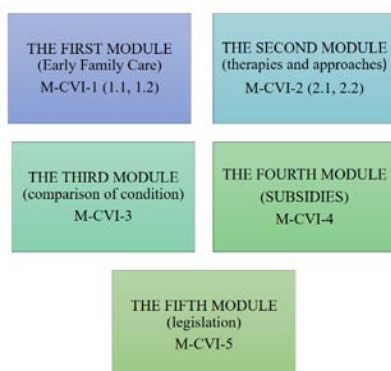 THE FIRST MODULE
(Early Family Care)
M-CVI-1 (1.1, 1.2)
THE SECOND MODULE
(therapies and approaches)
M-CVI-2 (2.1, 2.2)
THE THIRD MODULE
(comparison of condition)
M-CVI-3
THE FOURTH MODULE
(SUBSIDIES)
M-CVI-4
THE FIFTH MODULE
(legislation)
M-CVI-5